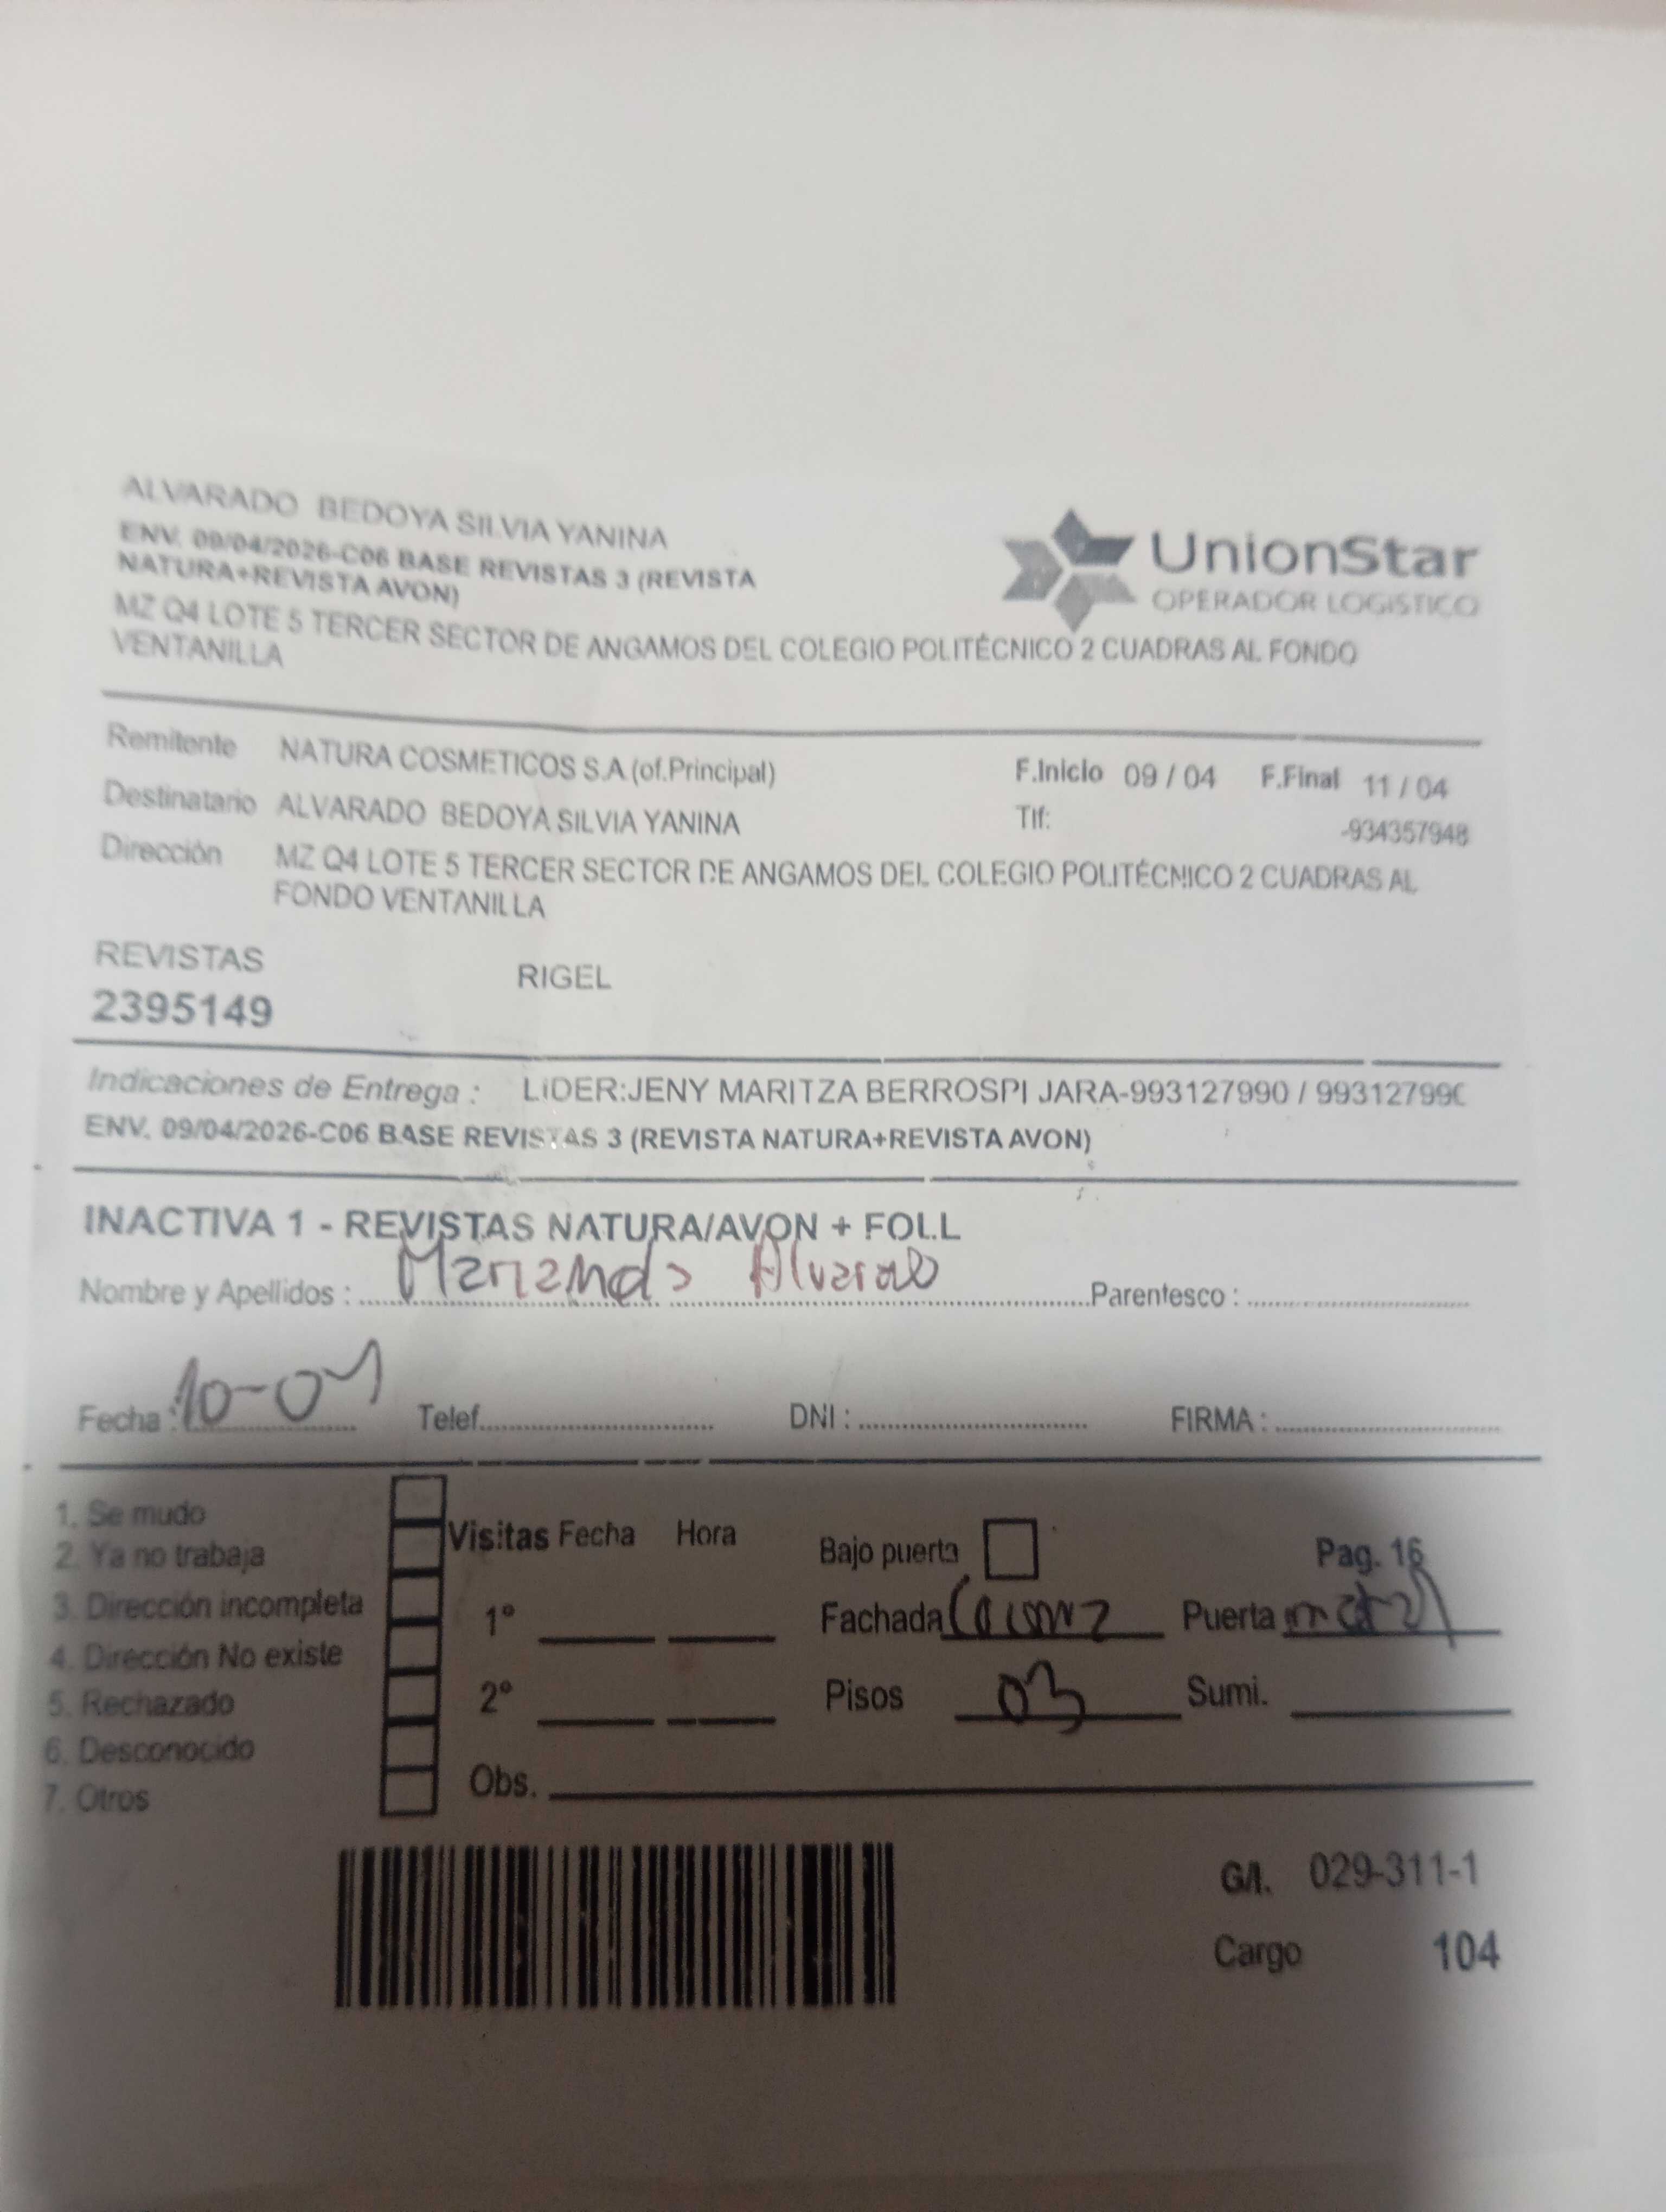 ALVARADO BEDOYA SILVIA YANINA
ENV. 09/04/2026-C06 BASE REVISTAS 3 (REVISTA
NATURA+REVISTA AVON)
MZ Q4 LOTE 5 TERCER SECTOR DE ANGAMOS DEL COLEGIO POLITÉCNICO 2 CUADRAS AL FONDO
VENTANILLA
UnionStar
OPERADOR LOGISTICO
Remitente NATURA COSMETICOS S.A (of.Principal)
F.Inicio 09 / 04 F.Final 11 / 04
Destinatario ALVARADO BEDOYA SILVIA YANINA
Tlf: -934357948
Dirección MZ Q4 LOTE 5 TERCER SECTOR DE ANGAMOS DEL COLEGIO POLITÉCNICO 2 CUADRAS AL
FONDO VENTANILLA
REVISTAS RIGEL
2395149
Indicaciones de Entrega : LIDER:JENY MARITZA BERROSPI JARA-993127990 / 99312799
ENV. 09/04/2026-C06 BASE REVISTAS 3 (REVISTA NATURA+REVISTA AVON)
INACTIVA 1 - REVISTAS NATURA/AVON + FOLL
Nombre y Apellidos : Alvarado Parentesco :
Fecha : 10-04 Telef. DNI : FIRMA :
1. Se mudo
2. Ya no trabaja
3. Dirección incompleta
4. Dirección No existe
5. Rechazado
6. Desconocido
7. Otros
Visitas Fecha Hora
1°
2°
Obs.
Bajo puerta Pag. 16
Fachada Puerta
Pisos 03 Sumi.
G/I. 029-311-1
Cargo 104